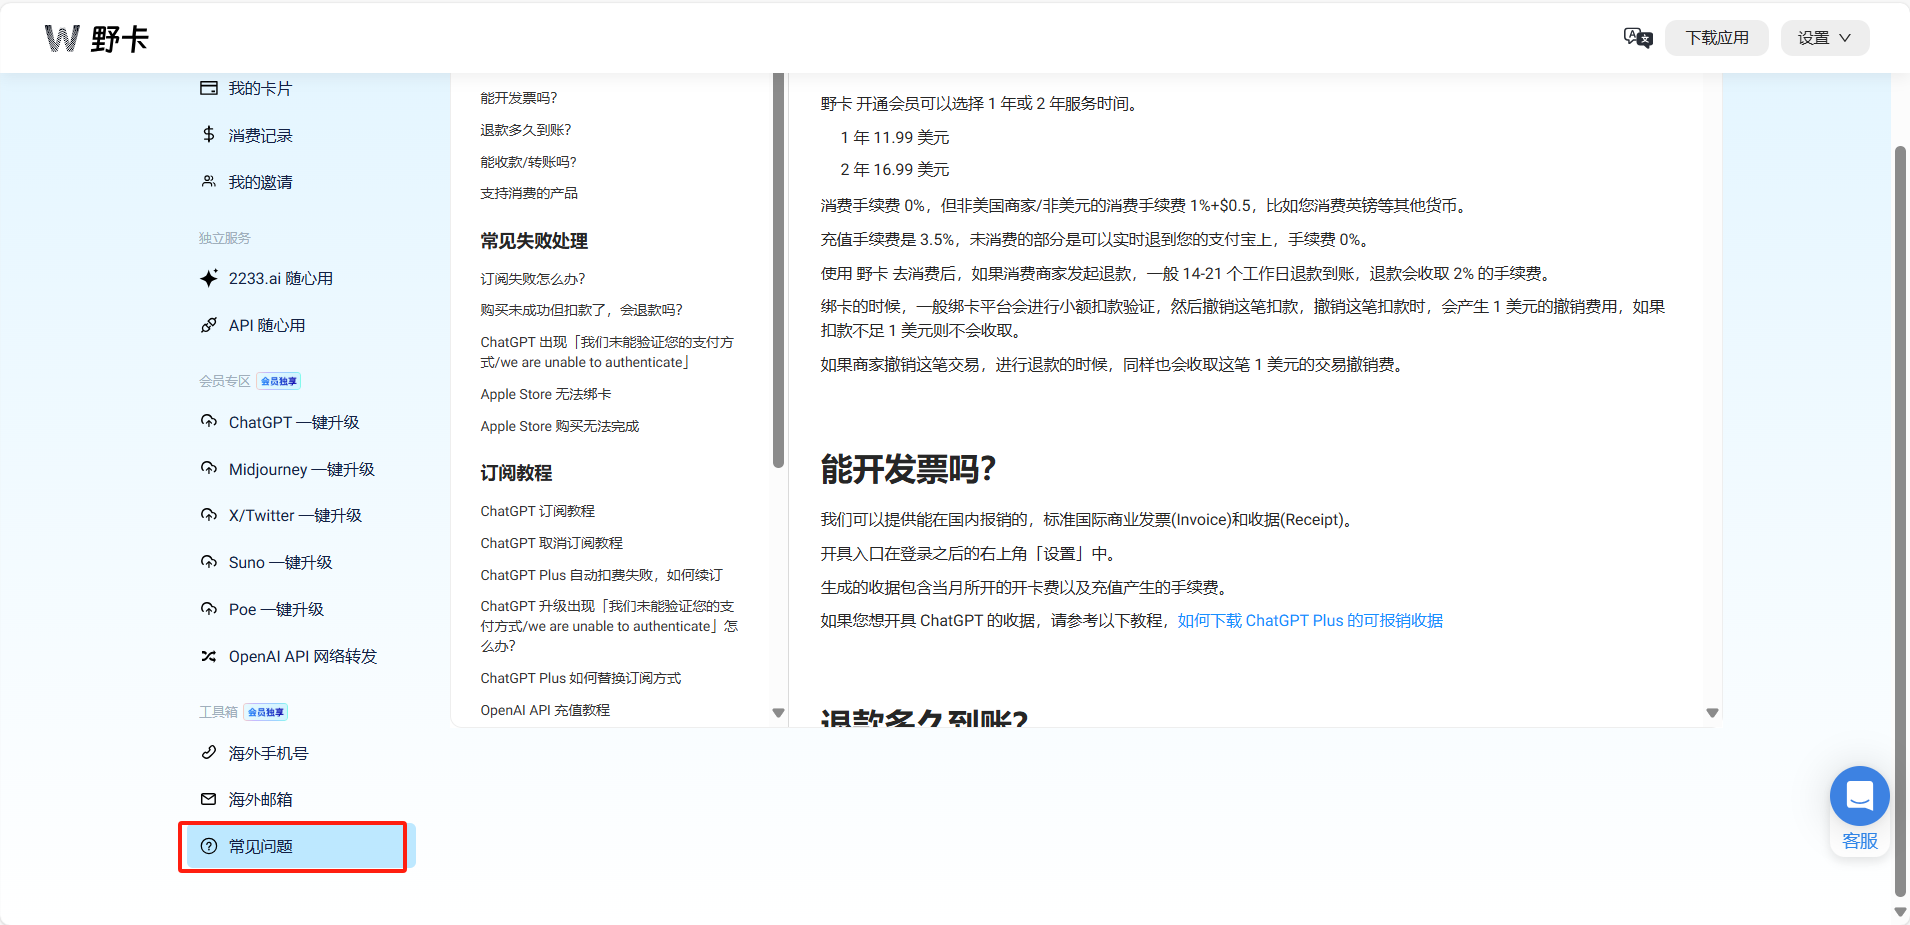 W 野卡
下载应用
设置
我的卡片
消费记录
我的邀请
独立服务
2233.ai 随心用
API 随心用
会员专区 会员独享
ChatGPT 一键升级
Midjourney 一键升级
X/Twitter 一键升级
Suno 一键升级
Poe 一键升级
OpenAI API 网络转发
工具箱 会员独享
海外手机号
海外邮箱
常见问题
能开发票吗？
退款多久到账？
能收款/转账吗？
支持消费的产品
常见失败处理
订阅失败怎么办？
购买未成功但扣款了，会退款吗？
ChatGPT 出现「我们未能验证您的支付方
式/we are unable to authenticate」
Apple Store 无法绑卡
Apple Store 购买无法完成
订阅教程
ChatGPT 订阅教程
ChatGPT 取消订阅教程
ChatGPT Plus 自动扣费失败，如何续订
ChatGPT 升级出现「我们未能验证您的支
付方式/we are unable to authenticate」怎
么办？
ChatGPT Plus 如何替换订阅方式
OpenAI API 充值教程
野卡 开通会员可以选择 1 年或 2 年服务时间。
1 年 11.99 美元
2 年 16.99 美元
消费手续费 0%，但非美国商家/非美元的消费手续费 1%+$0.5，比如您消费英镑等其他货币。
充值手续费是 3.5%，未消费的部分是可以实时退到您的支付宝上，手续费 0%。
使用 野卡 去消费后，如果消费商家发起退款，一般 14-21 个工作日退款到账，退款会收取 2% 的手续费。
绑卡的时候，一般绑卡平台会进行小额扣款验证，然后撤销这笔扣款，撤销这笔扣款时，会产生 1 美元的撤销费用，如果
扣款不足 1 美元则不会收取。
如果商家撤销这笔交易，进行退款的时候，同样也会收取这笔 1 美元的交易撤销费。
能开发票吗？
我们可以提供能在国内报销的，标准国际商业发票(Invoice)和收据(Receipt)。
开具入口在登录之后的右上角「设置」中。
生成的收据包含当月所开的开卡费以及充值产生的手续费。
如果您想开具 ChatGPT 的收据，请参考以下教程，如何下载 ChatGPT Plus 的可报销收据
退款多久到账？
客服